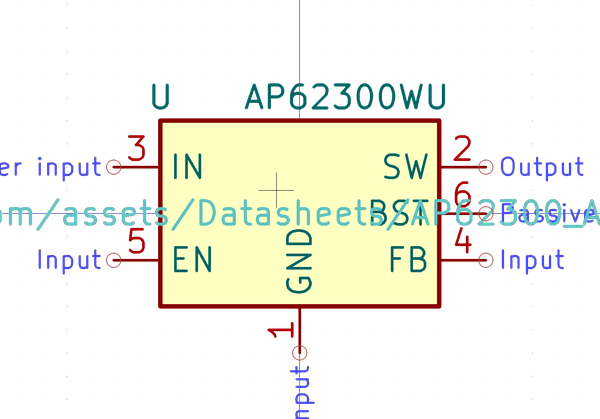 U AP62300WU
3 2
er input IN SW Output
6
om/assets/Datasheets/AP62300_A
BST Passive
5 4
Input EN FB Input
GND
1
nput